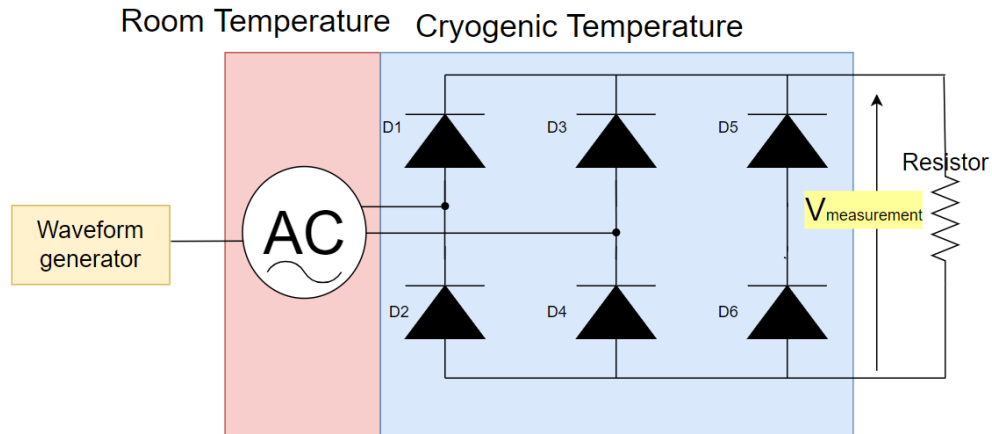 Room Temperature
Cryogenic Temperature
D1
D3
D5
Resistor
Vmeasurement
Waveform
generator
AC
D2
D4
D6